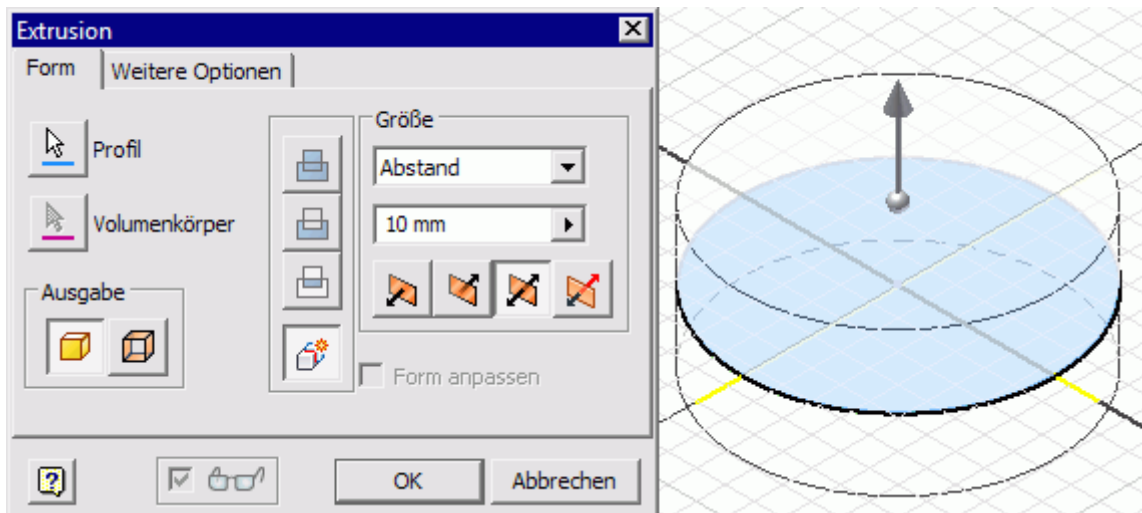 Extrusion
Form
Weitere Optionen
Profil
Volumenkörper
Ausgabe
Größe
Abstand
10 mm
Form anpassen
OK
Abbrechen